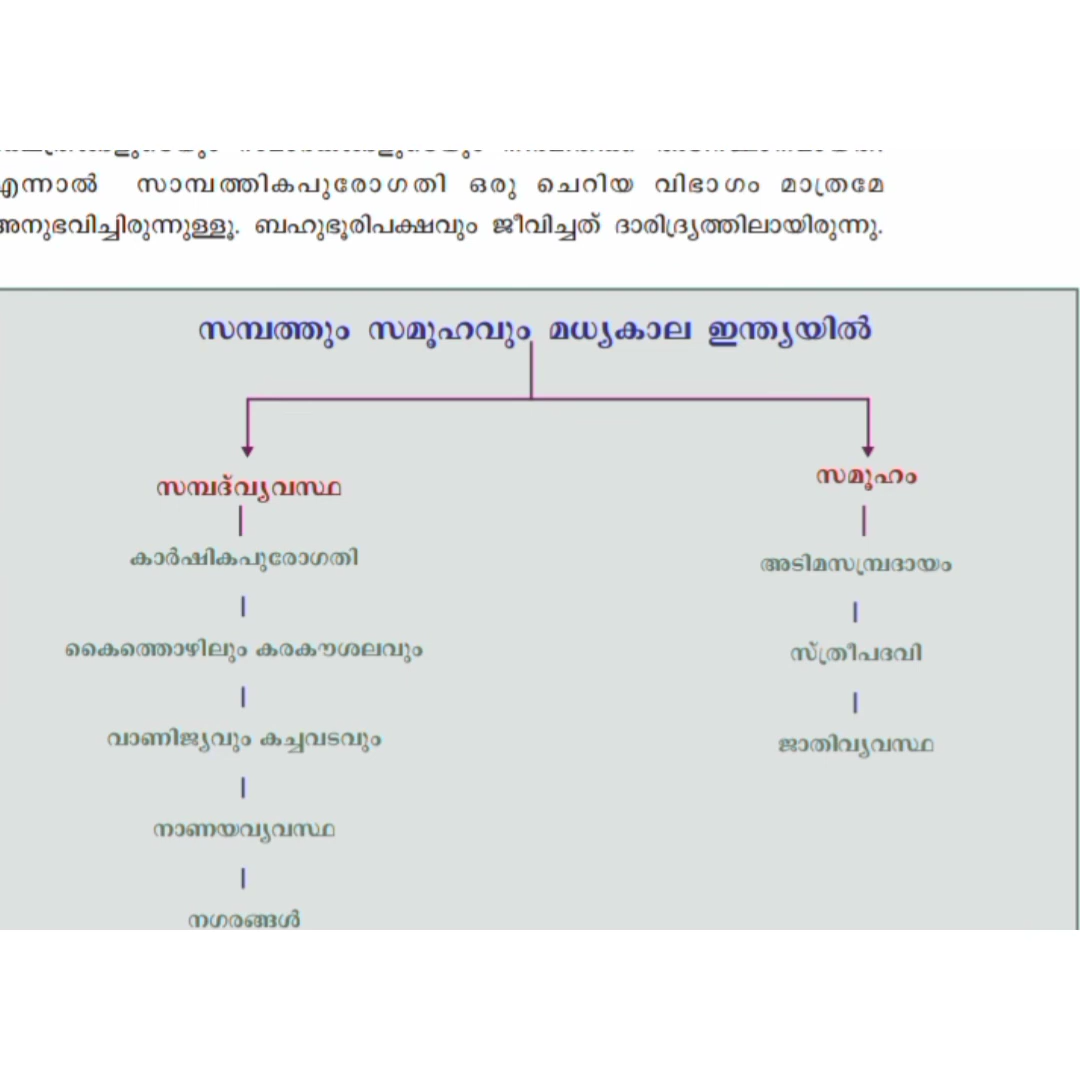 എന്നാൽ സാമ്പത്തികപുരോഗതി ഒരു ചെറിയ വിഭാഗം മാത്രമേ
അനുഭവിച്ചിരുന്നുള്ളൂ. ബഹുഭൂരിപക്ഷവും ജീവിച്ചത് ദാരിദ്ര്യത്തിലായിരുന്നു.
സമ്പത്തും സമൂഹവും മധ്യകാല ഇന്ത്യയിൽ
സമ്പദ്‌വ്യവസ്ഥ
കാർഷികപുരോഗതി
കൈത്തൊഴിലും കരകൗശലവും
വാണിജ്യവും കച്ചവടവും
നാണയവ്യവസ്ഥ
നഗരങ്ങൾ
സമൂഹം
അടിമസമ്പ്രദായം
സ്ത്രീപദവി
ജാതിവ്യവസ്ഥ